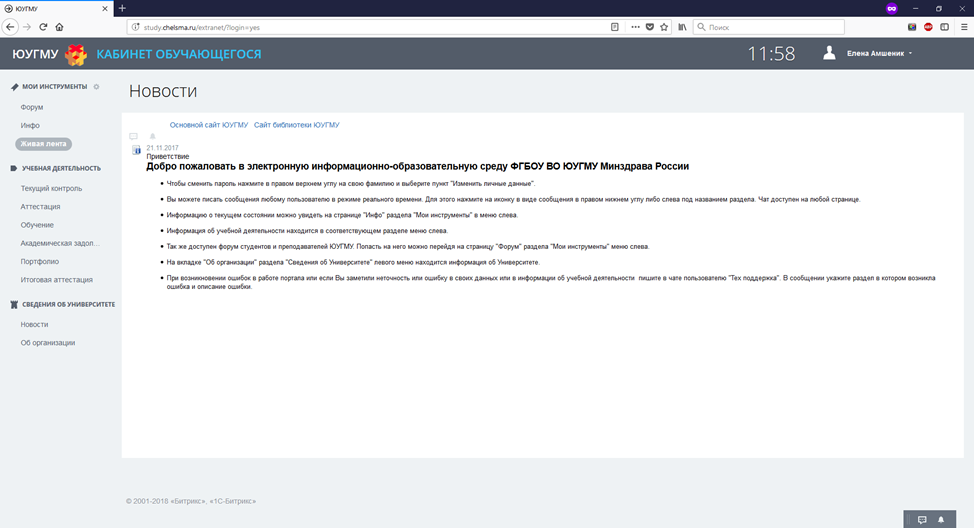 ЮУГМУ
study.chelsma.ru/extranet/?login=yes
Поиск
ЮУГМУ КАБИНЕТ ОБУЧАЮЩЕГОСЯ
11:58
Елена Амшеник
МОИ ИНСТРУМЕНТЫ
Форум
Инфо
Живая лента
УЧЕБНАЯ ДЕЯТЕЛЬНОСТЬ
Текущий контроль
Аттестация
Обучение
Академическая задол...
Портфолио
Итоговая аттестация
СВЕДЕНИЯ ОБ УНИВЕРСИТЕТЕ
Новости
Об организации
Новости
Основной сайт ЮУГМУ Сайт библиотеки ЮУГМУ
21.11.2017
Приветствие
Добро пожаловать в электронную информационно-образовательную среду ФГБОУ ВО ЮУГМУ Минздрава России
• Чтобы сменить пароль нажмите в правом верхнем углу на свою фамилию и выберите пункт "Изменить личные данные".
• Вы можете писать сообщения любому пользователю в режиме реального времени. Для этого нажмите на иконку в виде сообщения в правом нижнем углу либо слева под названием раздела. Чат доступен на любой странице.
• Информацию о текущем состоянии можно увидеть на странице "Инфо" раздела "Мои инструменты" в меню слева.
• Информация об учебной деятельности находится в соответствующем разделе меню слева.
• Так же доступен форум студентов и преподавателей ЮУГМУ. Попасть на него можно перейдя на страницу "Форум" раздела "Мои инструменты" меню слева.
• На вкладке "Об организации" раздела "Сведения об Университете" левого меню находится информация об Университете.
• При возникновении ошибок в работе портала или если Вы заметили неточность или ошибку в своих данных или в информации об учебной деятельности пишите в чате пользователю "Тех поддержка". В сообщении укажите раздел в котором возникла
ошибка и описание ошибки.
© 2001-2018 «Битрикс», «1С-Битрикс»